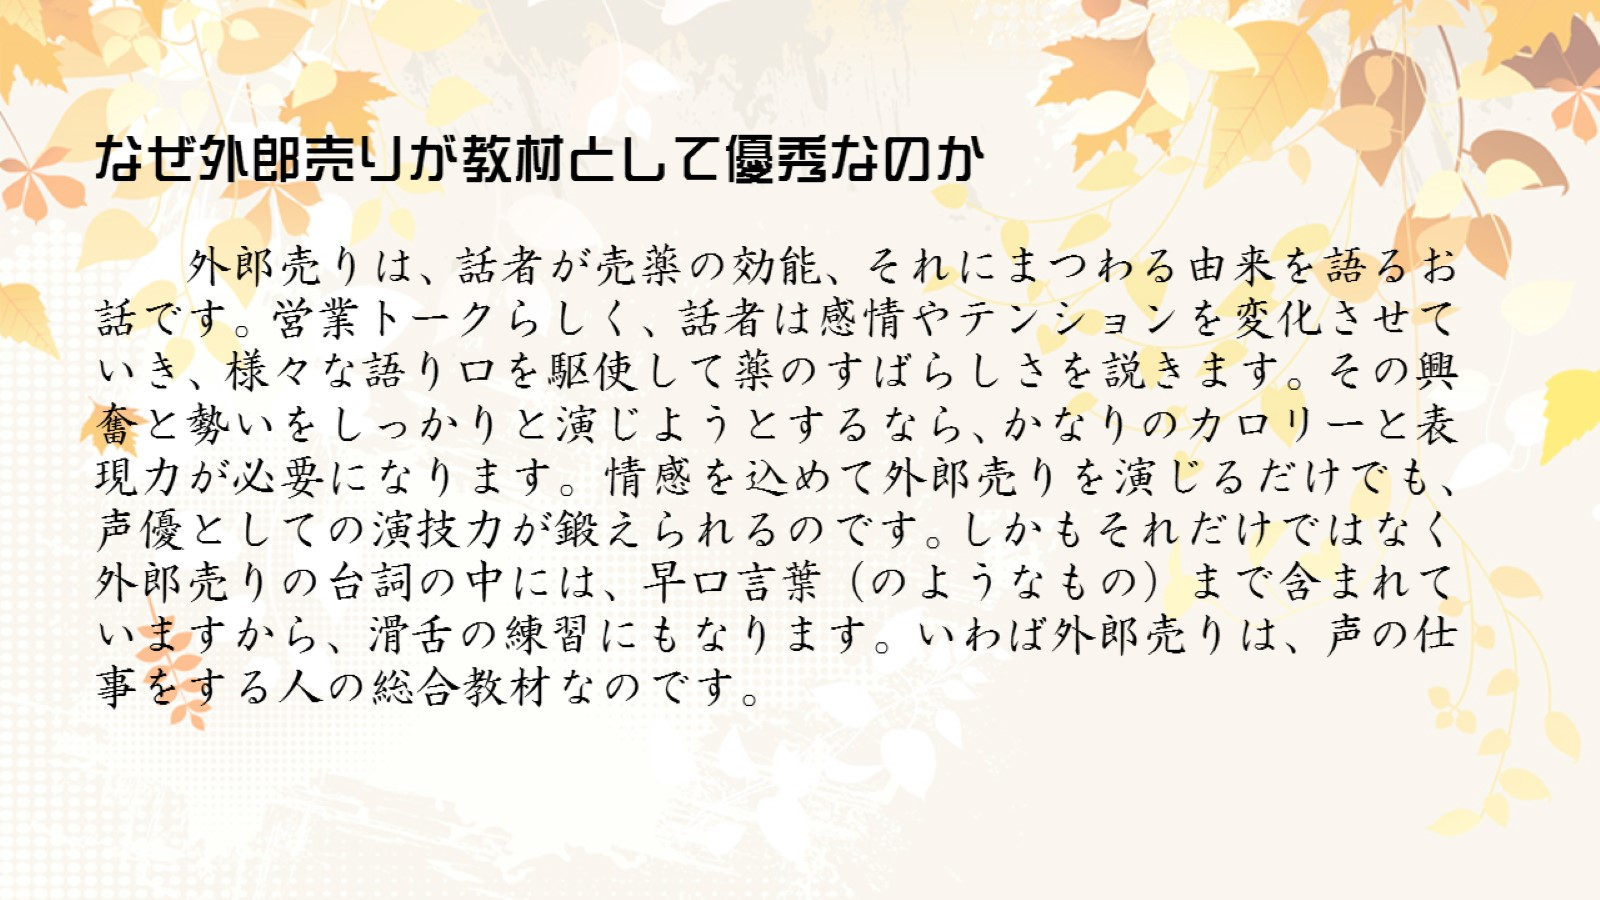 なぜ外郎売りが教材として優秀なのか
外郎売りは、話者が売薬の効能、それにまつわる由来を語るお
話です。営業トークらしく、話者は感情やテンションを変化させて
いき、様々な語り口を駆使して薬のすばらしさを説きます。その興
奮と勢いをしっかりと演じようとするなら、かなりのカロリーと表
現力が必要になります。情感を込めて外郎売りを演じるだけでも、
声優としての演技力が鍛えられるのです。しかもそれだけではなく
外郎売りの台詞の中には、早口言葉（のようなもの）まで含まれて
いますから、滑舌の練習にもなります。いわば外郎売りは、声の仕
事をする人の総合教材なのです。